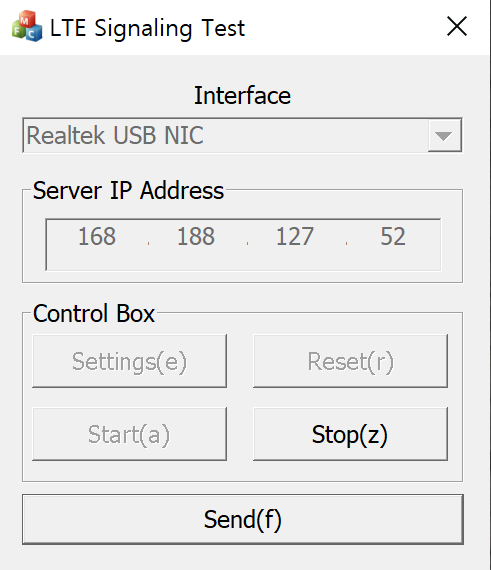 LTE Signaling Test
Interface
Realtek USB NIC
Server IP Address
168 . 188 . 127 . 52
Control Box
Settings(e) Reset(r)
Start(a) Stop(z)
Send(f)